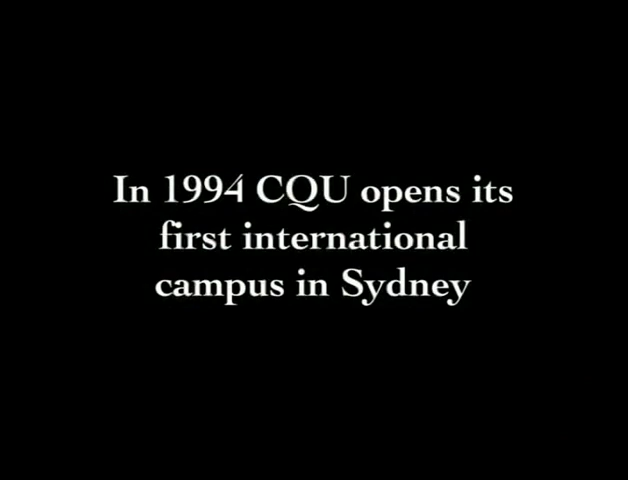 In 1994 CQU opens its
first international
campus in Sydney